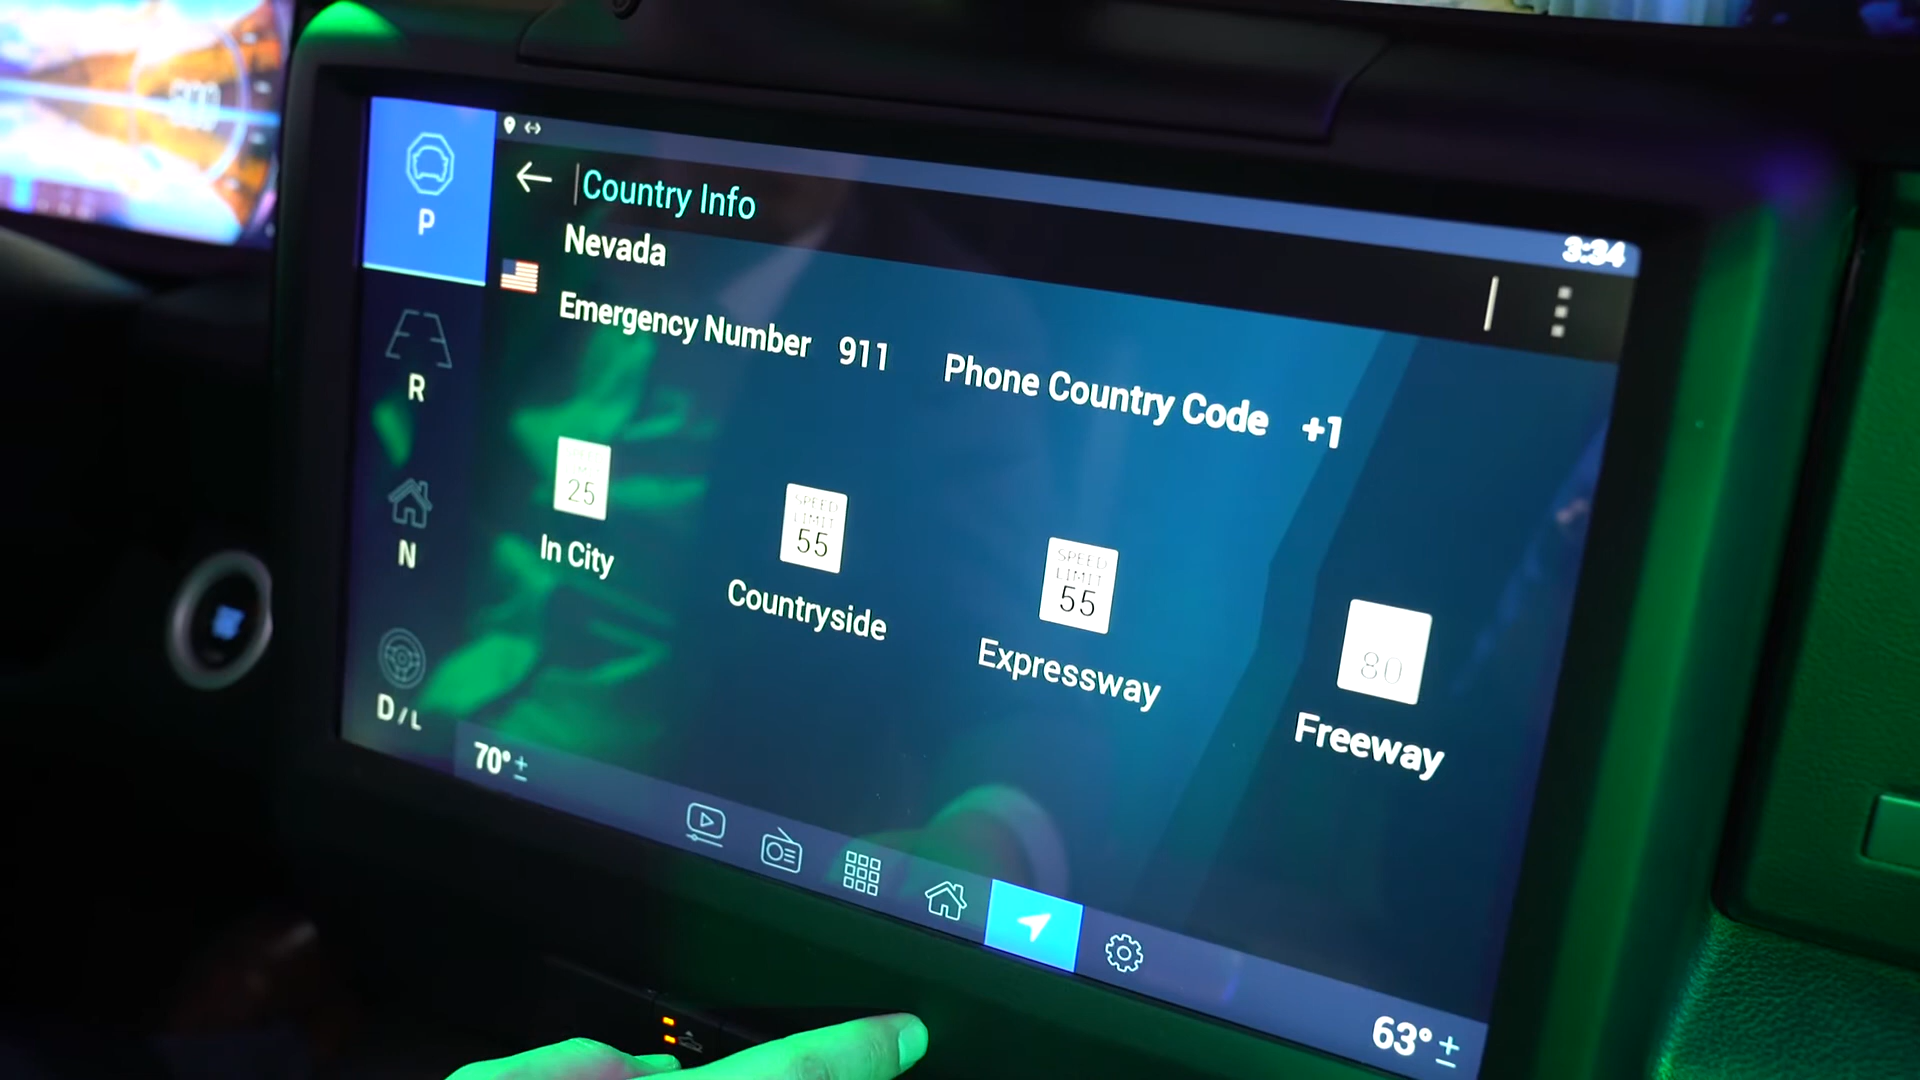 P
Country Info
3:34
Nevada
Emergency Number 911 Phone Country Code +1
R
SPEED LIMIT 25
In City
SPEED LIMIT 55
Countryside
SPEED LIMIT 55
Expressway
80
Freeway
N
D/L
70° ±
63° ±